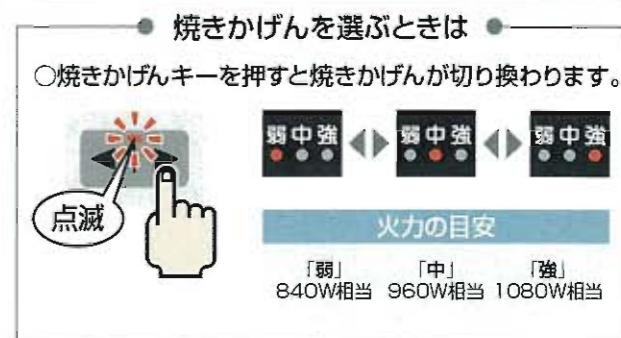 焼きかげんを選ぶときは
○焼きかげんキーを押すと焼きかげんが切り換わります。
弱 中 強
弱 中 強
弱 中 強
点滅
火力の目安
「弱」 「中」 「強」
840W相当 960W相当 1080W相当